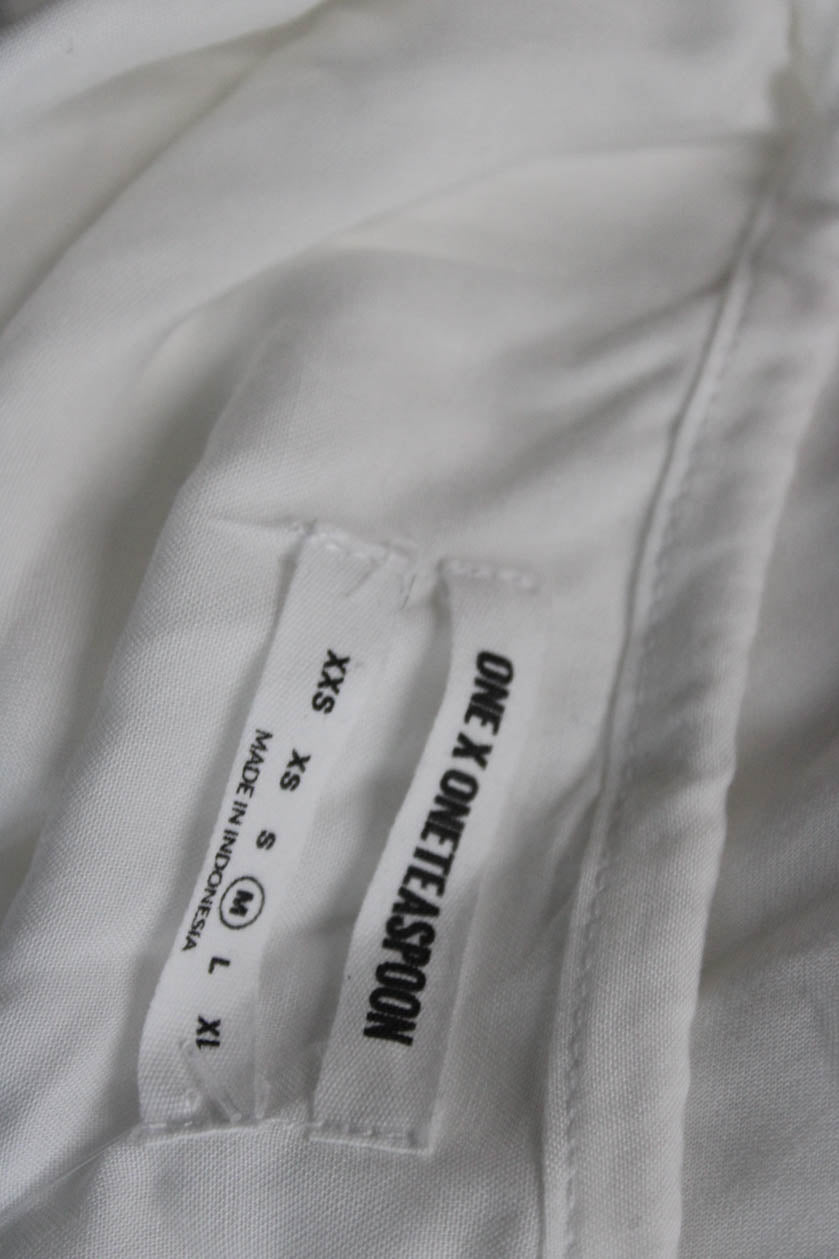 ONE X ONETEASPOON
XXS XS S M L XL
MADE IN INDONESIA